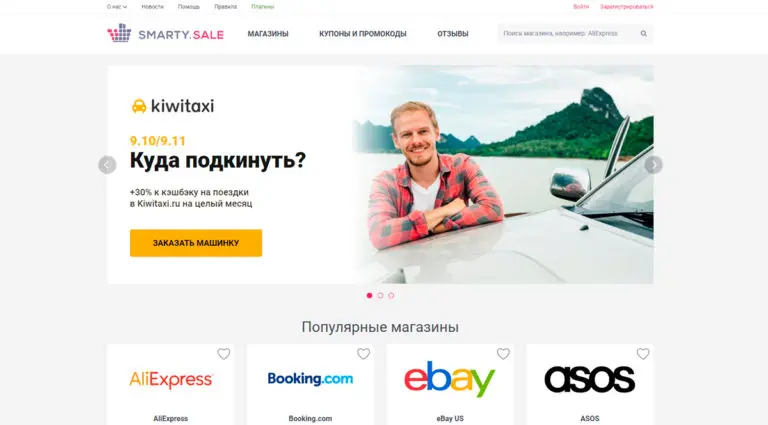 О нас Новости Помощь Правила Плагины Войти Зарегистрироваться
SMARTY.SALE МАГАЗИНЫ КУПОНЫ И ПРОМОКОДЫ ОТЗЫВЫ Поиск магазина, например: AliExpress
kiwitaxi
9.10/9.11
Куда подкинуть?
+30% к кэшбэку на поездки
в Kiwitaxi.ru на целый месяц
ЗАКАЗАТЬ МАШИНКУ
Популярные магазины
AliExpress Booking.com ebay asos
AliExpress Booking.com eBay US ASOS